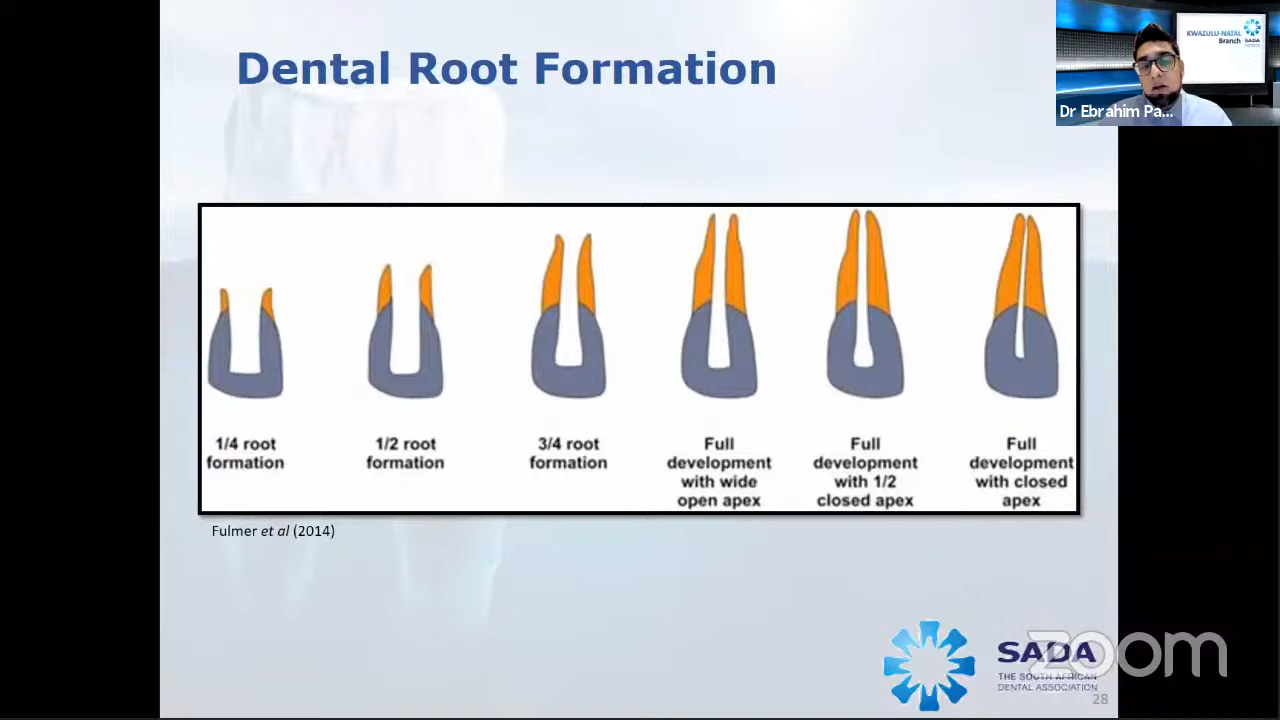 Dental Root Formation
KWAZULU-NATAL
Branch
SADA
Dr Ebrahim Pa...
1/4 root
formation
1/2 root
formation
3/4 root
formation
Full
development
with wide
open apex
Full
development
with 1/2
closed apex
Full
development
with closed
apex
Fulmer et al (2014)
SADA
THE SOUTH AFRICAN
DENTAL ASSOCIATION
zoom
28